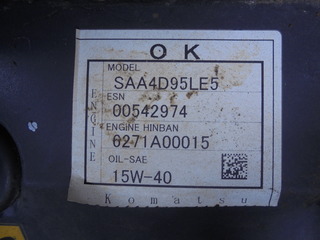 OK
ENGINE
MODEL
SAA4D95LE5
ESN
00542974
ENGINE HINBAN
6271A00015
OIL-SAE
15W-40
Komatsu